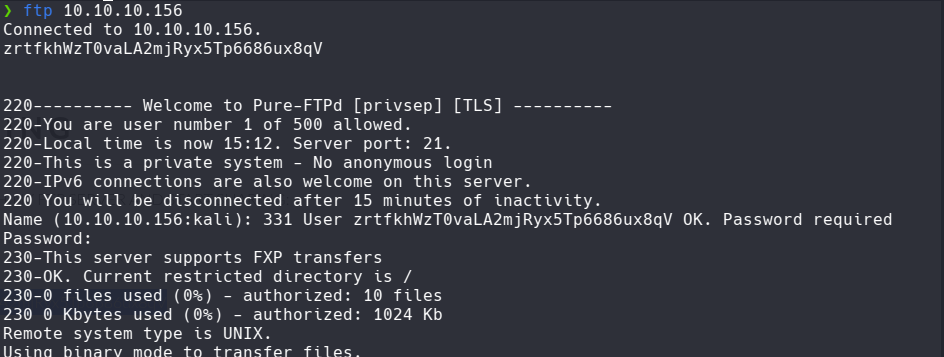 ❯ ftp 10.10.10.156
Connected to 10.10.10.156.
zrtfkhWzT0vaLA2mjRyx5Tp6686ux8qV
220---------- Welcome to Pure-FTPd [privsep] [TLS] ----------
220-You are user number 1 of 500 allowed.
220-Local time is now 15:12. Server port: 21.
220-This is a private system - No anonymous login
220-IPv6 connections are also welcome on this server.
220 You will be disconnected after 15 minutes of inactivity.
Name (10.10.10.156:kali): 331 User zrtfkhWzT0vaLA2mjRyx5Tp6686ux8qV OK. Password required
Password:
230-This server supports FXP transfers
230-OK. Current restricted directory is /
230-0 files used (0%) - authorized: 10 files
230 0 Kbytes used (0%) - authorized: 1024 Kb
Remote system type is UNIX.
Using binary mode to transfer files.